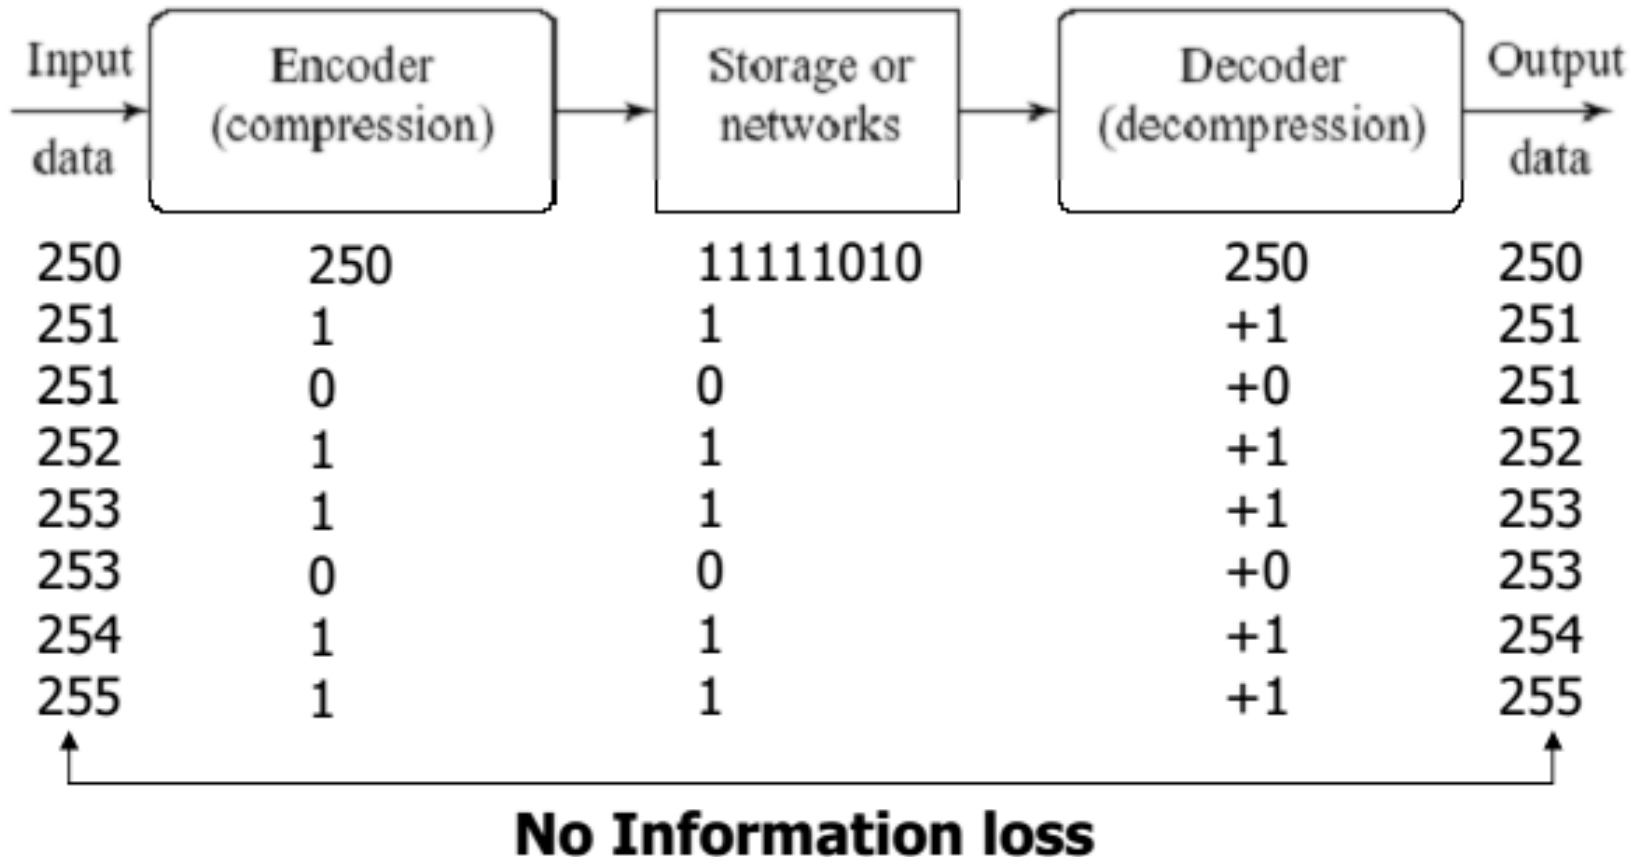 Input data
Encoder
(compression)
Storage or
networks
Decoder
(decompression)
Output data
250 250 11111010 250 250
251 1 1 +1 251
251 0 0 +0 251
252 1 1 +1 252
253 1 1 +1 253
253 0 0 +0 253
254 1 1 +1 254
255 1 1 +1 255
No Information loss